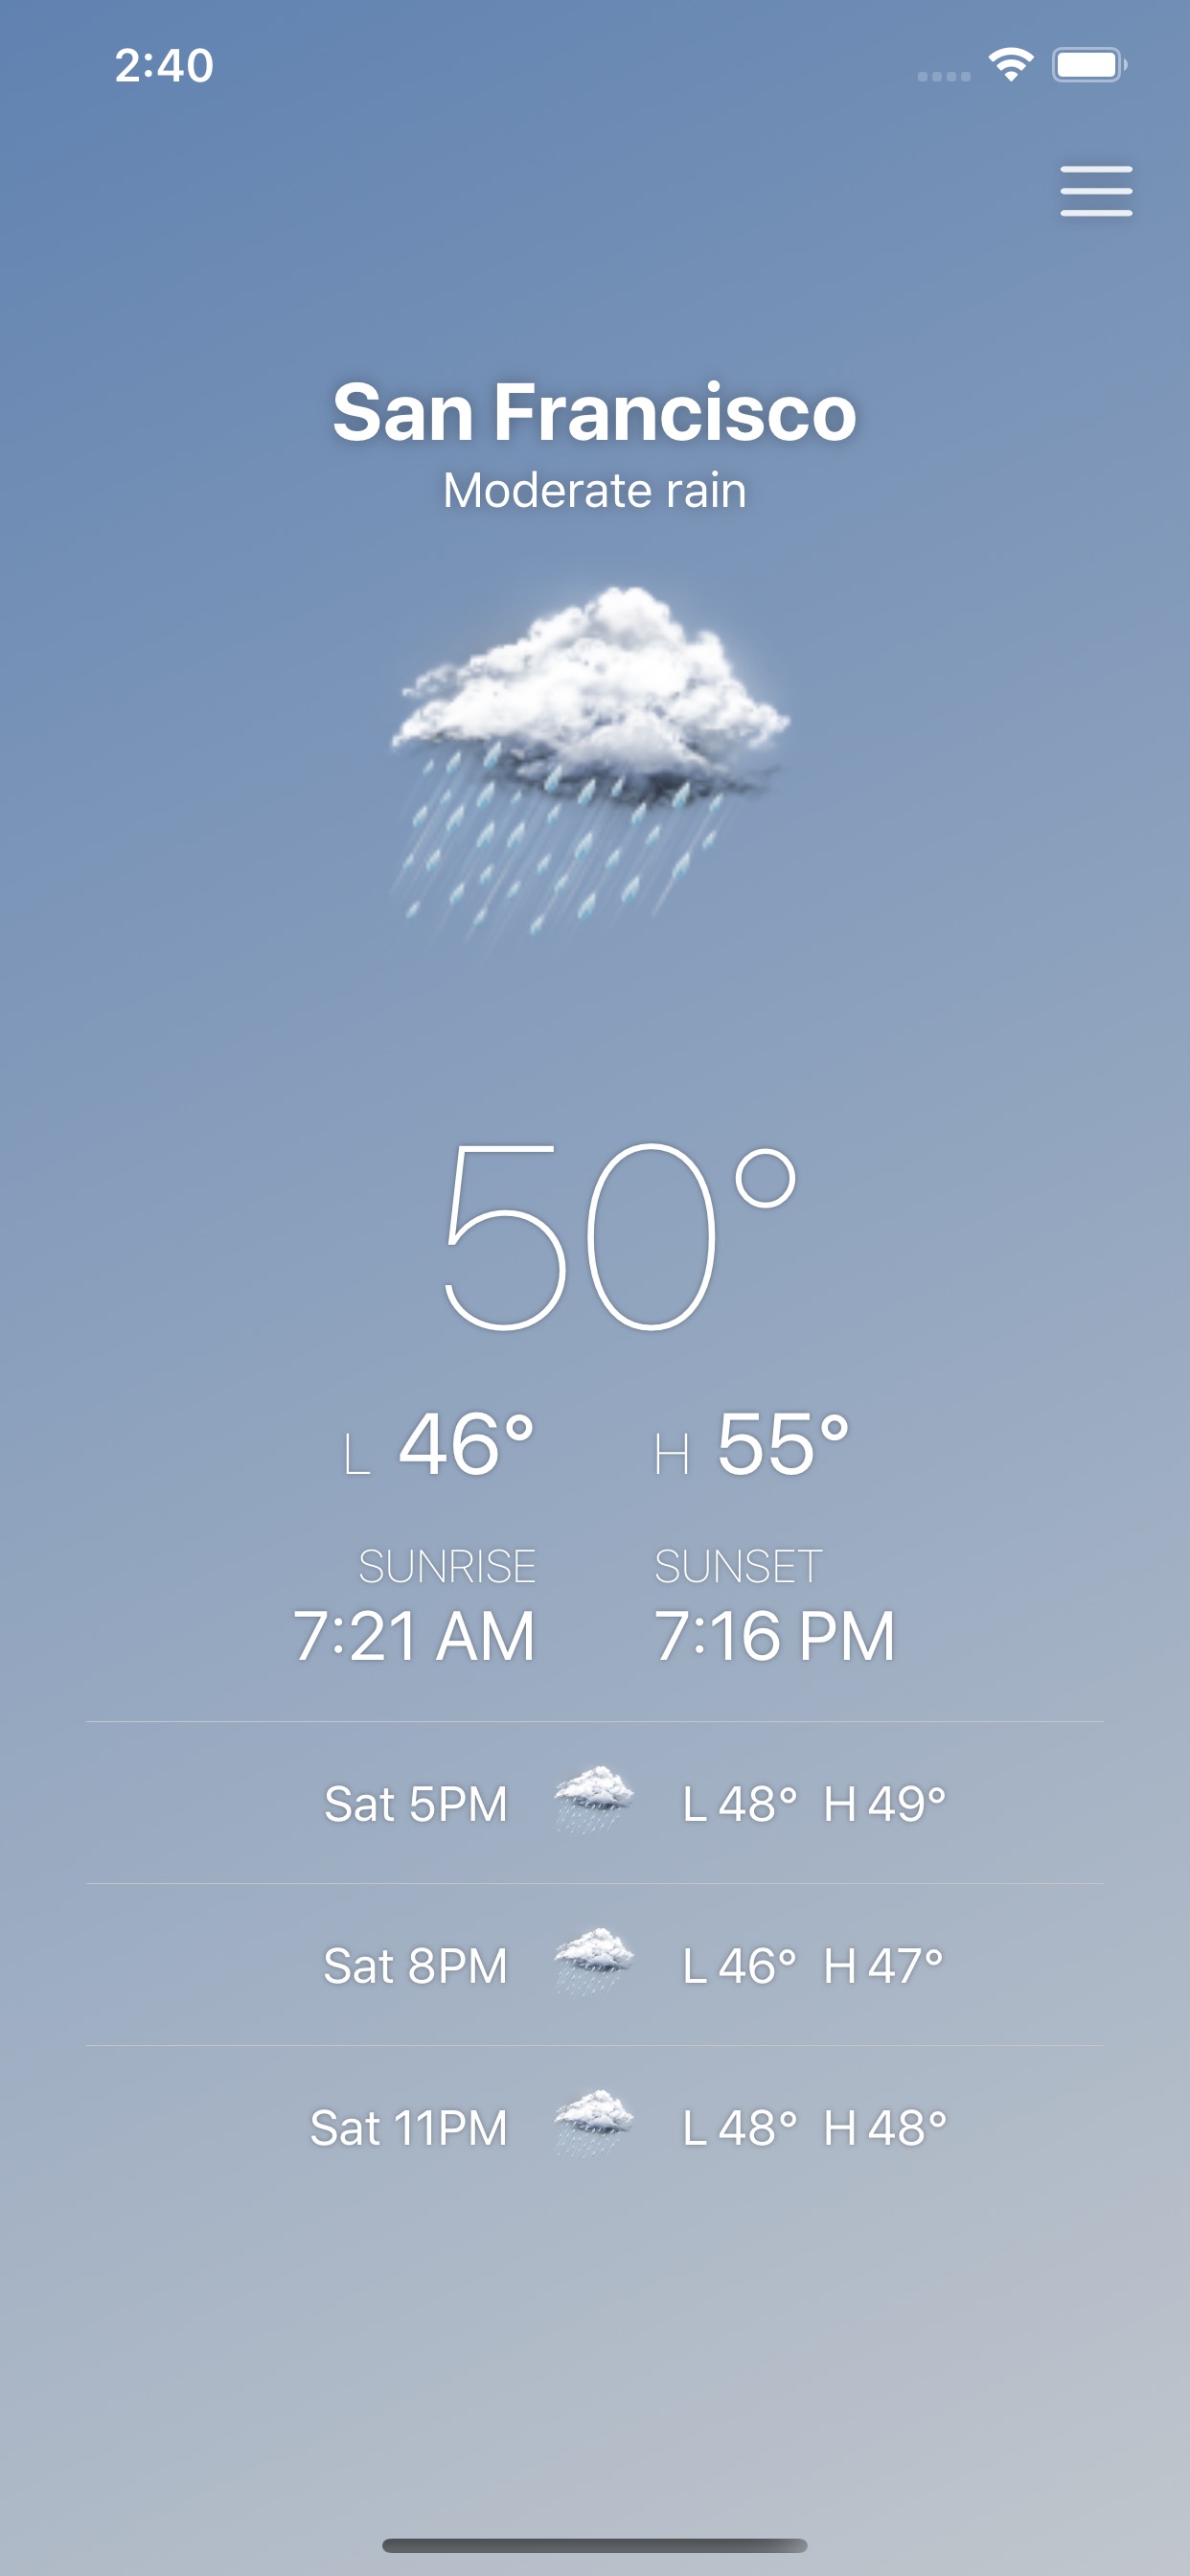 2:40
San Francisco
Moderate rain
50°
L 46° H 55°
SUNRISE SUNSET
7:21 AM 7:16 PM
Sat 5PM L 48° H 49°
Sat 8PM L 46° H 47°
Sat 11PM L 48° H 48°